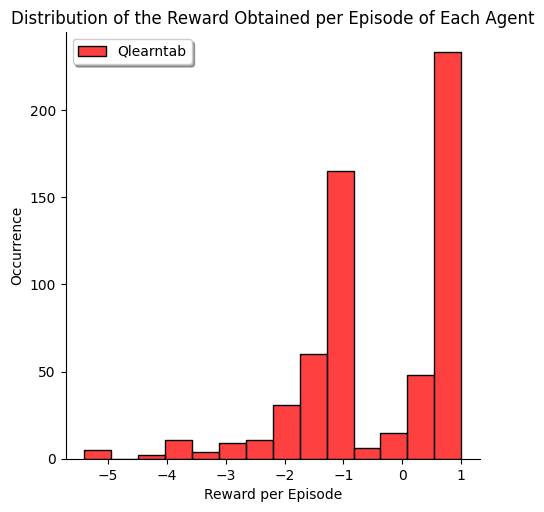 Distribution of the Reward Obtained per Episode of Each Agent
Qlearntab
Occurrence
200
150
100
50
0
−5 −4 −3 −2 −1 0 1
Reward per Episode